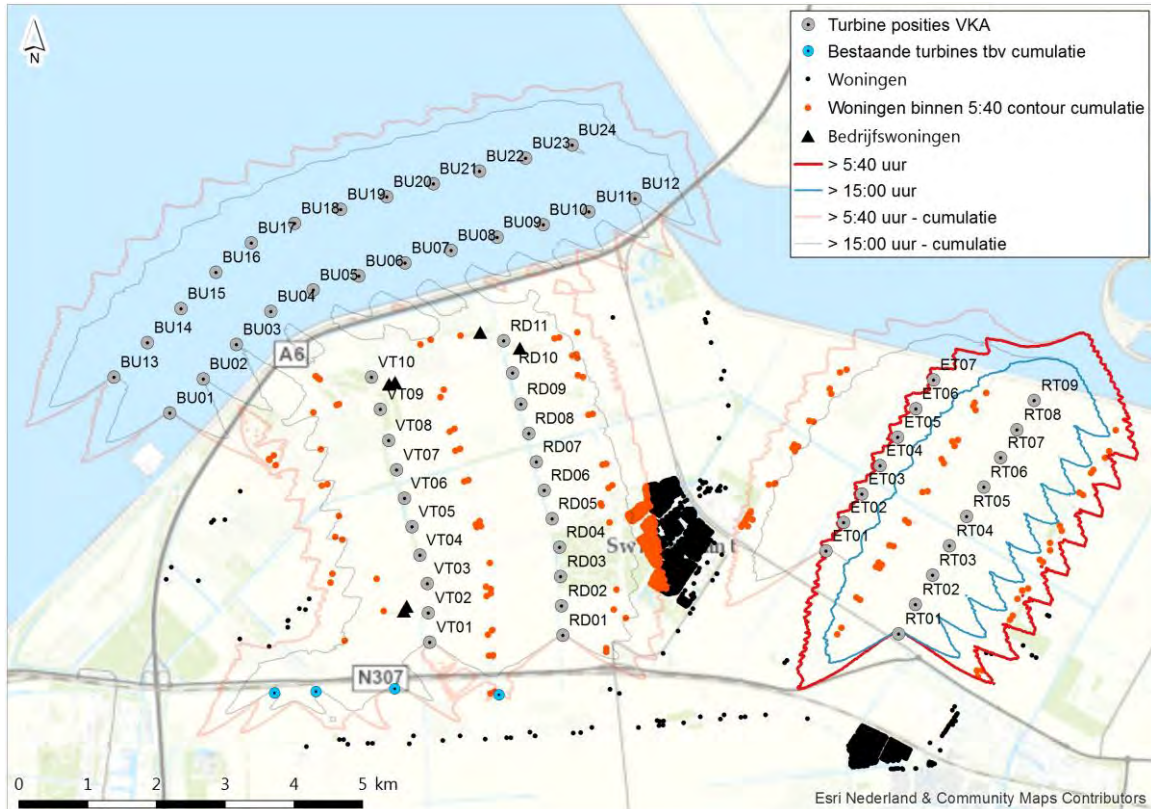 N
Turbine posities VKA
Bestaande turbines tbv cumulatie
Woningen
Woningen binnen 5:40 contour cumulatie
Bedrijfswoningen
> 5:40 uur
> 15:00 uur
> 5:40 uur - cumulatie
> 15:00 uur - cumulatie
BU24
BU23
BU22
BU21
BU20
BU19
BU18
BU17
BU16
BU15
BU14
BU13
BU12
BU11
BU10
BU09
BU08
BU07
BU06
BU05
BU04
BU03
BU02
BU01
A6
VT10
VT09
VT08
VT07
VT06
VT05
VT04
VT03
VT02
VT01
RD11
RD10
RD09
RD08
RD07
RD06
RD05
RD04
RD03
RD02
RD01
ET07
ET06
ET05
ET04
ET03
ET02
ET01
RT09
RT08
RT07
RT06
RT05
RT04
RT03
RT02
RT01
N307
0 1 2 3 4 5 km
Esri Nederland & Community Maps Contributors